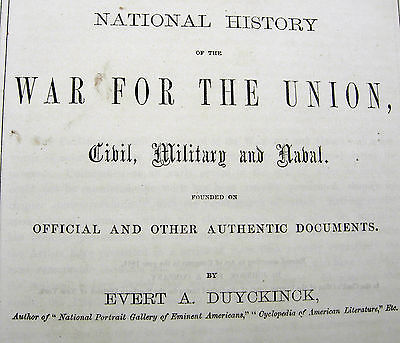 NATIONAL HISTORY
OF THE
WAR FOR THE UNION,
Civil, Military and Naval.
FOUNDED ON
OFFICIAL AND OTHER AUTHENTIC DOCUMENTS.
BY
EVERT A. DUYCKINCK,
Author of "National Portrait Gallery of Eminent Americans," "Cyclopedia of American Literature," Etc.